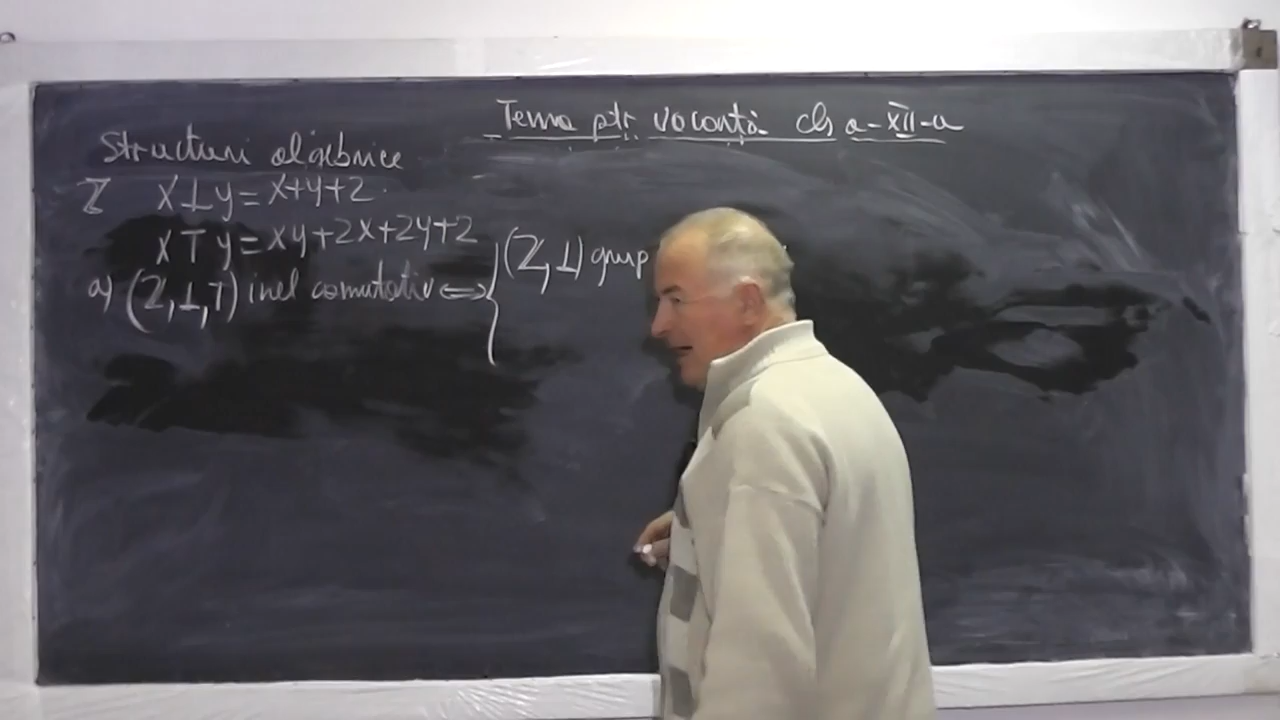 Tema ptr vacanță cls a-XII-a
Structuri algebrice
ℤ x⊥y=x+y+2
x⊤y=xy+2x+2y+2
a) (ℤ,⊥,⊤) inel comutativ ⇔ { (ℤ,⊥) grup